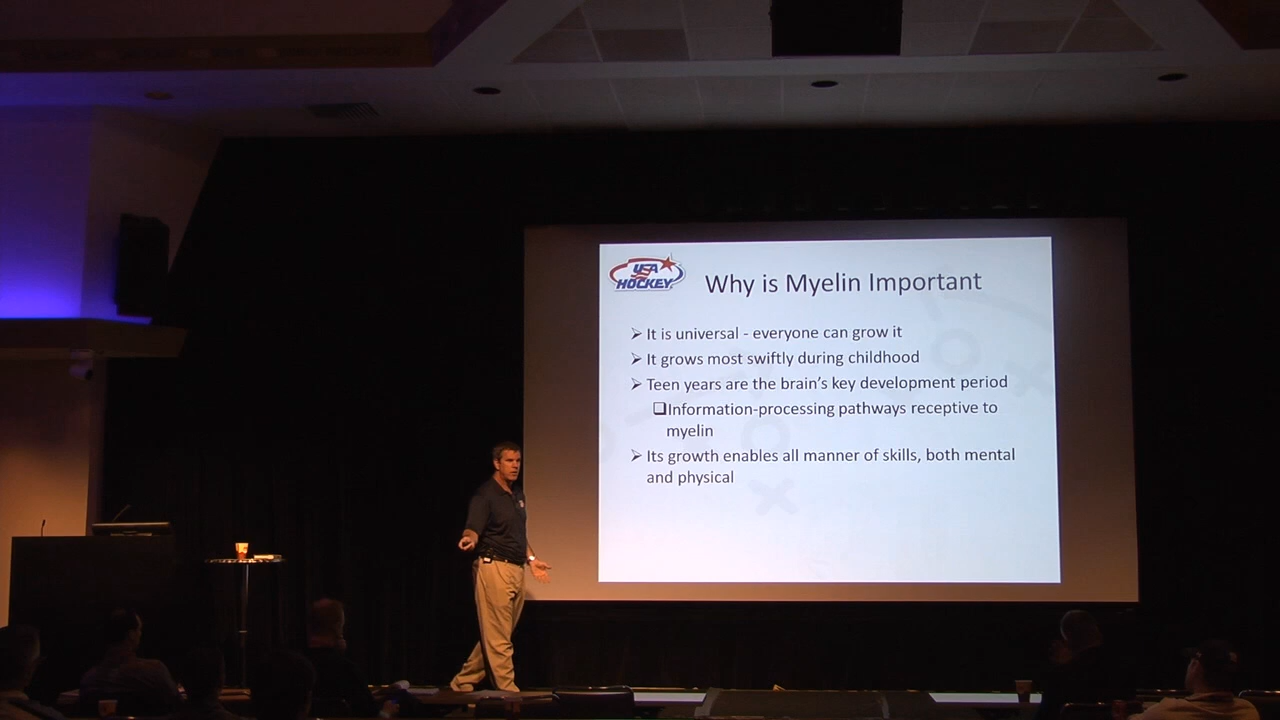 USA
HOCKEY
Why is Myelin Important
➢ It is universal - everyone can grow it
➢ It grows most swiftly during childhood
➢ Teen years are the brain's key development period
❑Information-processing pathways receptive to
myelin
➢ Its growth enables all manner of skills, both mental
and physical